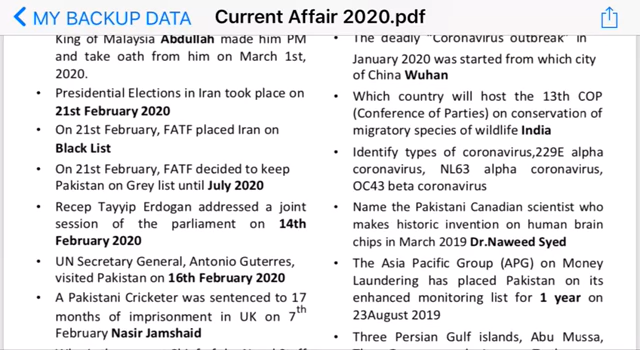 MY BACKUP DATA
Current Affair 2020.pdf
King of Malaysia Abdullah made him PM
and take oath from him on March 1st,
2020.
• Presidential Elections in Iran took place on
21st February 2020
• On 21st February, FATF placed Iran on
Black List
• On 21st February, FATF decided to keep
Pakistan on Grey list until July 2020
• Recep Tayyip Erdogan addressed a joint
session of the parliament on 14th
February 2020
• UN Secretary General, Antonio Guterres,
visited Pakistan on 16th February 2020
• A Pakistani Cricketer was sentenced to 17
months of imprisonment in UK on 7th
February Nasir Jamshaid
• The deadly "Coronavirus outbreak" in
January 2020 was started from which city
of China Wuhan
• Which country will host the 13th COP
(Conference of Parties) on conservation of
migratory species of wildlife India
• Identify types of coronavirus,229E alpha
coronavirus, NL63 alpha coronavirus,
OC43 beta coronavirus
• Name the Pakistani Canadian scientist who
makes historic invention on human brain
chips in March 2019 Dr.Naweed Syed
• The Asia Pacific Group (APG) on Money
Laundering has placed Pakistan on its
enhanced monitoring list for 1 year on
23August 2019
• Three Persian Gulf islands, Abu Musa,